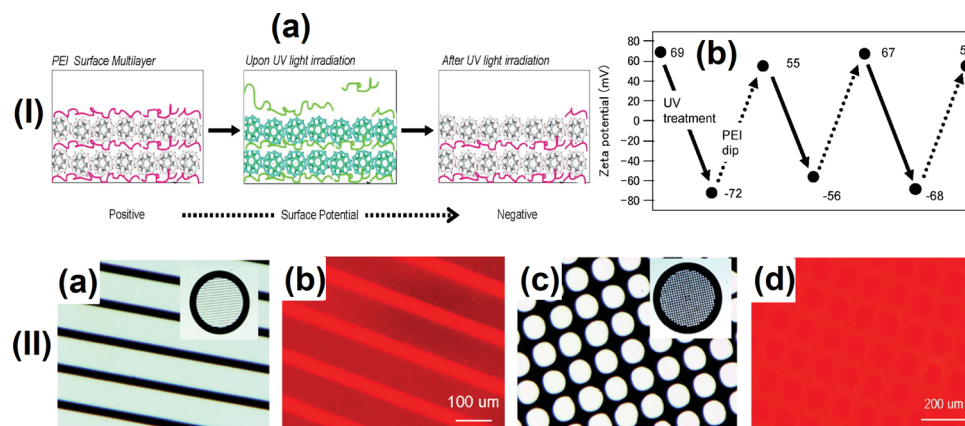 (a)
PEI Surface Multilayer
Upon UV light irradiation
After UV light irradiation
(I)
Positive
Surface Potential
Negative
(b)
Zeta potential (mV)
80
60
40
20
0
−20
−40
−60
−80
69
55
67
5
UV
treatment
PEI
dip
-72
-56
-68
(II)
(a)
(b)
100 um
(c)
(d)
200 um